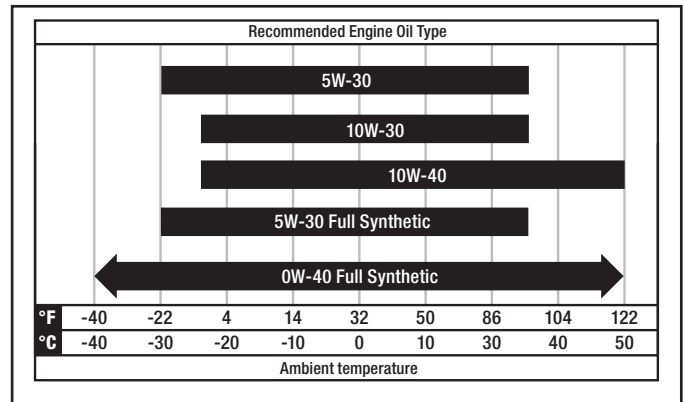 Recommended Engine Oil Type
5W-30
10W-30
10W-40
5W-30 Full Synthetic
0W-40 Full Synthetic
°F -40 -22 4 14 32 50 86 104 122
°C -40 -30 -20 -10 0 10 30 40 50
Ambient temperature